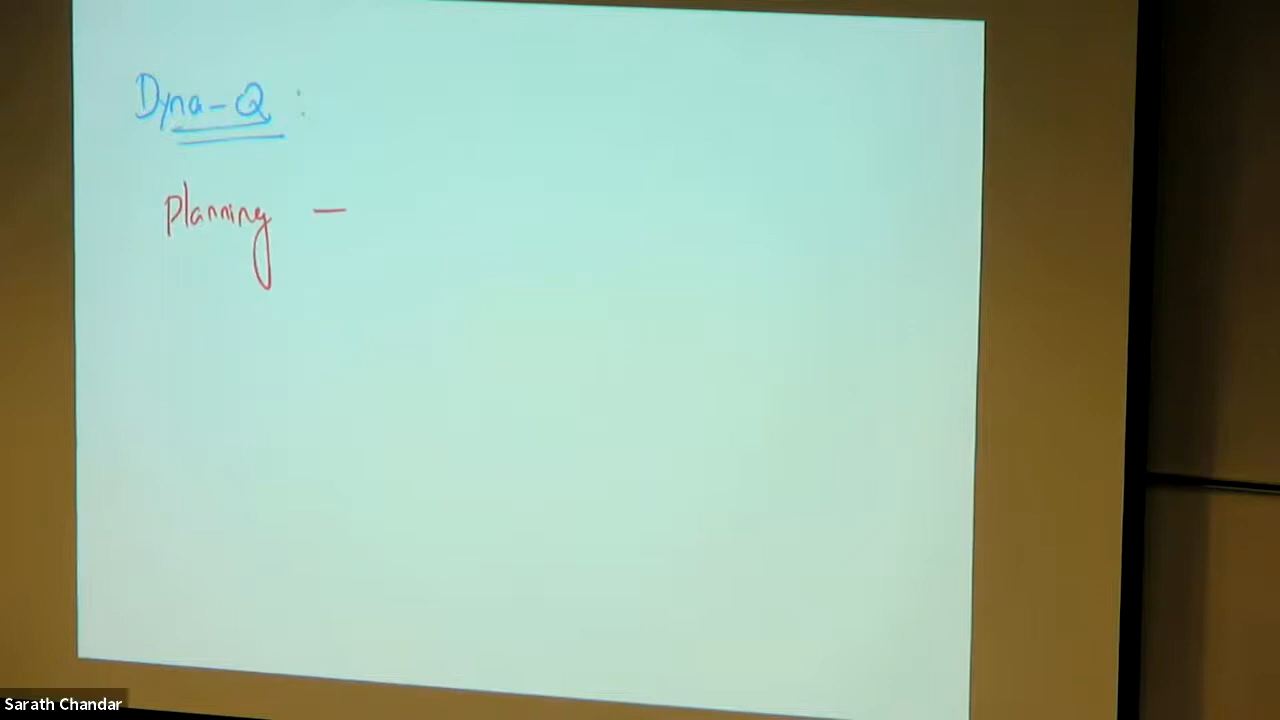 Dyna-Q :
Planning —
Sarath Chandar